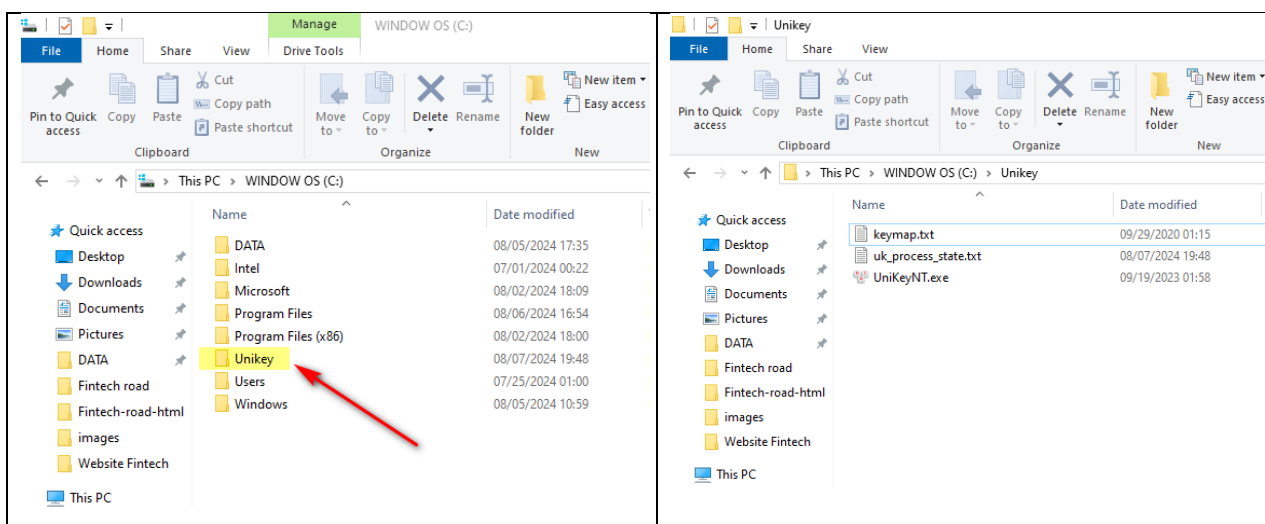 Manage WINDOW OS (C:)
File Home Share View Drive Tools
Pin to Quick access
Copy
Paste
Cut
Copy path
Paste shortcut
Move to
Copy to
Delete
Rename
New folder
New item
Easy access
Clipboard Organize New
This PC > WINDOW OS (C:)
Quick access
Desktop
Downloads
Documents
Pictures
DATA
Fintech road
Fintech-road-html
images
Website Fintech
This PC
Name Date modified
DATA 08/05/2024 17:35
Intel 07/01/2024 00:22
Microsoft 08/02/2024 18:09
Program Files 08/06/2024 16:54
Program Files (x86) 08/02/2024 18:00
Unikey 08/07/2024 19:48
Users 07/25/2024 01:00
Windows 08/05/2024 10:59
Unikey
File Home Share View
Pin to Quick access
Copy
Paste
Cut
Copy path
Paste shortcut
Move to
Copy to
Delete
Rename
New folder
New item
Easy access
Clipboard Organize New
This PC > WINDOW OS (C:) > Unikey
Quick access
Desktop
Downloads
Documents
Pictures
DATA
Fintech road
Fintech-road-html
images
Website Fintech
This PC
Name Date modified
keymap.txt 09/29/2020 01:15
uk_process_state.txt 08/07/2024 19:48
UniKeyNT.exe 09/19/2023 01:58